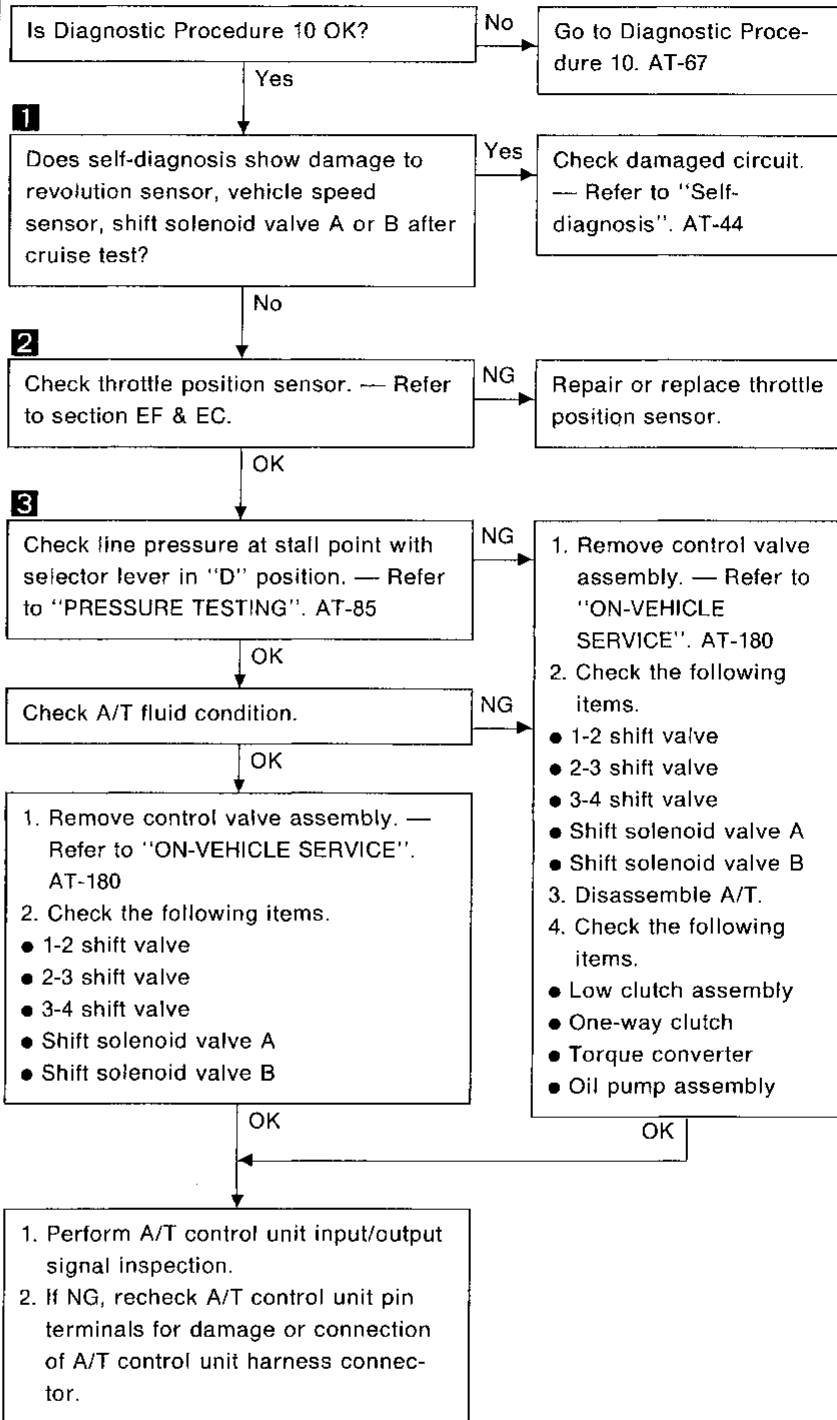 Is Diagnostic Procedure 10 OK?
No
Go to Diagnostic Proce-
dure 10. AT-67
Yes
1
Does self-diagnosis show damage to
revolution sensor, vehicle speed
sensor, shift solenoid valve A or B after
cruise test?
Yes
Check damaged circuit.
— Refer to "Self-
diagnosis". AT-44
No
2
Check throttle position sensor. — Refer
to section EF & EC.
NG
Repair or replace throttle
position sensor.
OK
3
Check line pressure at stall point with
selector lever in "D" position. — Refer
to "PRESSURE TESTING". AT-85
NG
OK
Check A/T fluid condition.
NG
OK
1. Remove control valve
assembly. — Refer to
"ON-VEHICLE
SERVICE". AT-180
2. Check the following
items.
● 1-2 shift valve
● 2-3 shift valve
● 3-4 shift valve
● Shift solenoid valve A
● Shift solenoid valve B
3. Disassemble A/T.
4. Check the following
items.
● Low clutch assembly
● One-way clutch
● Torque converter
● Oil pump assembly
OK
1. Remove control valve assembly. —
Refer to "ON-VEHICLE SERVICE".
AT-180
2. Check the following items.
● 1-2 shift valve
● 2-3 shift valve
● 3-4 shift valve
● Shift solenoid valve A
● Shift solenoid valve B
OK
1. Perform A/T control unit input/output
signal inspection.
2. If NG, recheck A/T control unit pin
terminals for damage or connection
of A/T control unit harness connec-
tor.